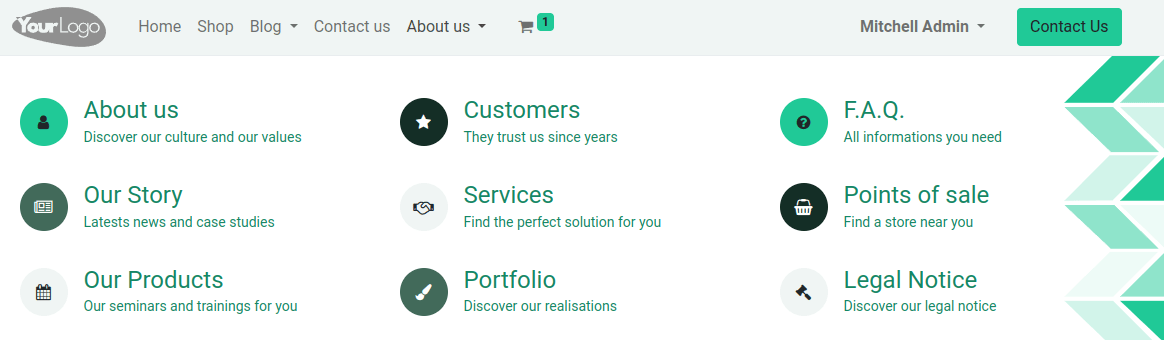 YourLogo Home Shop Blog Contact us About us 1 Mitchell Admin Contact Us
About us Customers F.A.Q.
Discover our culture and our values They trust us since years All informations you need
Our Story Services Points of sale
Latests news and case studies Find the perfect solution for you Find a store near you
Our Products Portfolio Legal Notice
Our seminars and trainings for you Discover our realisations Discover our legal notice